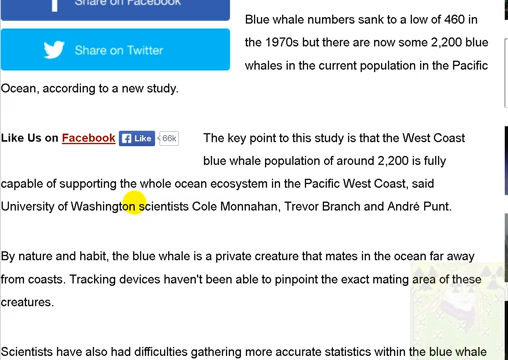 Share on Facebook
Share on Twitter
Blue whale numbers sank to a low of 460 in
the 1970s but there are now some 2,200 blue
whales in the current population in the Pacific
Ocean, according to a new study.
Like Us on Facebook Like 66k
The key point to this study is that the West Coast
blue whale population of around 2,200 is fully
capable of supporting the whole ocean ecosystem in the Pacific West Coast, said
University of Washington scientists Cole Monnahan, Trevor Branch and André Punt.
By nature and habit, the blue whale is a private creature that mates in the ocean far away
from coasts. Tracking devices haven't been able to pinpoint the exact mating area of these
creatures.
Scientists have also had difficulties gathering more accurate statistics within the blue whale